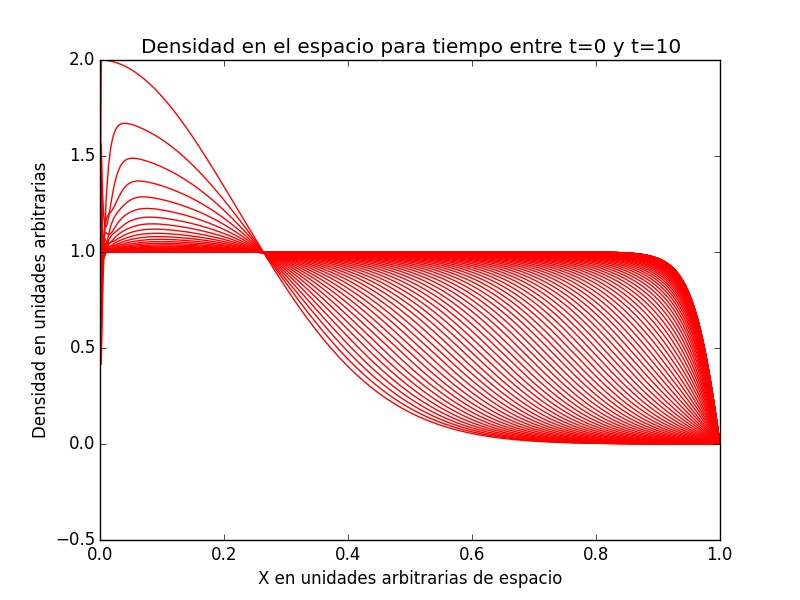 Densidad en el espacio para tiempo entre t=0 y t=10
2.0
1.5
1.0
0.5
0.0
−0.5
Densidad en unidades arbitrarias
0.0 0.2 0.4 0.6 0.8 1.0
X en unidades arbitrarias de espacio